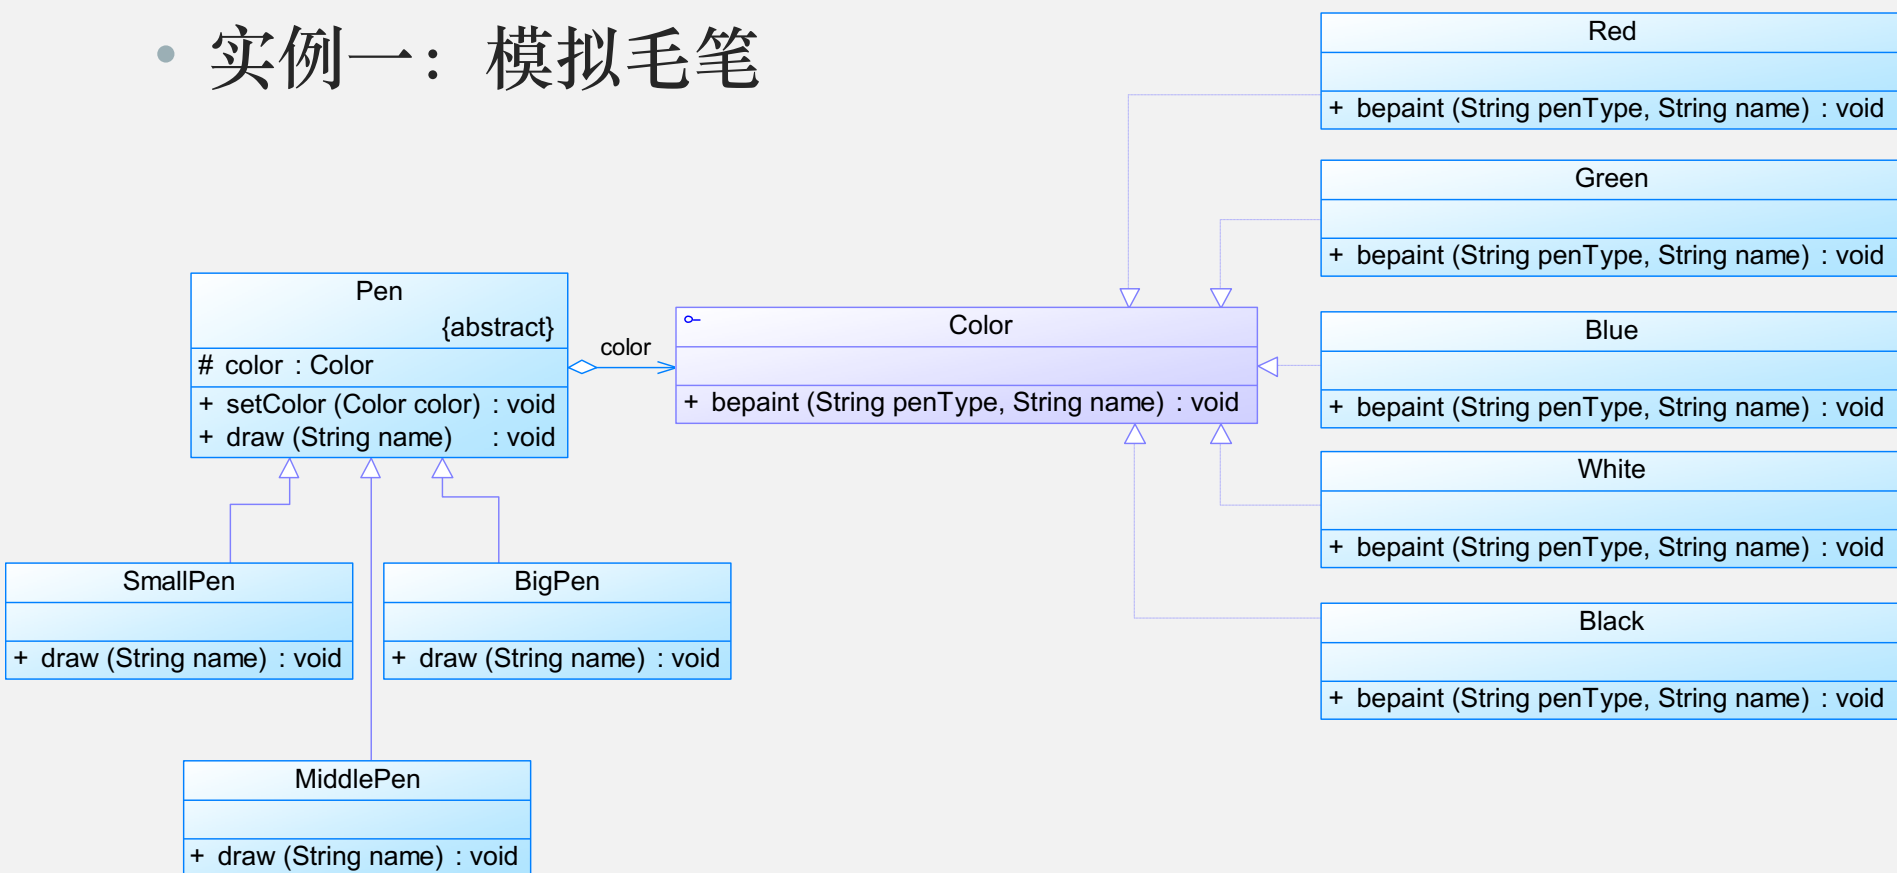 • 实例一：模拟毛笔
Red
+ bepaint (String penType, String name) : void
Green
+ bepaint (String penType, String name) : void
Pen
{abstract}
# color : Color
+ setColor (Color color) : void
+ draw (String name) : void
color
Color
+ bepaint (String penType, String name) : void
Blue
+ bepaint (String penType, String name) : void
White
+ bepaint (String penType, String name) : void
SmallPen
+ draw (String name) : void
BigPen
+ draw (String name) : void
Black
+ bepaint (String penType, String name) : void
MiddlePen
+ draw (String name) : void